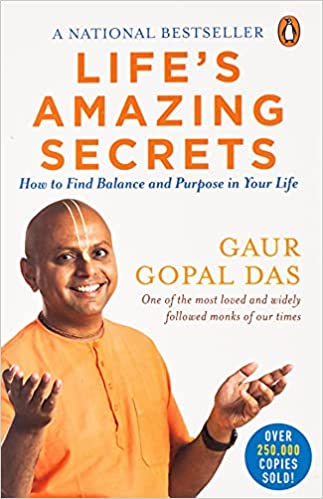 A NATIONAL BESTSELLER
LIFE'S
AMAZING
SECRETS
How to Find Balance and Purpose in Your Life
GAUR
GOPAL DAS
One of the most loved and widely
followed monks of our times
OVER
250,000
COPIES
SOLD!